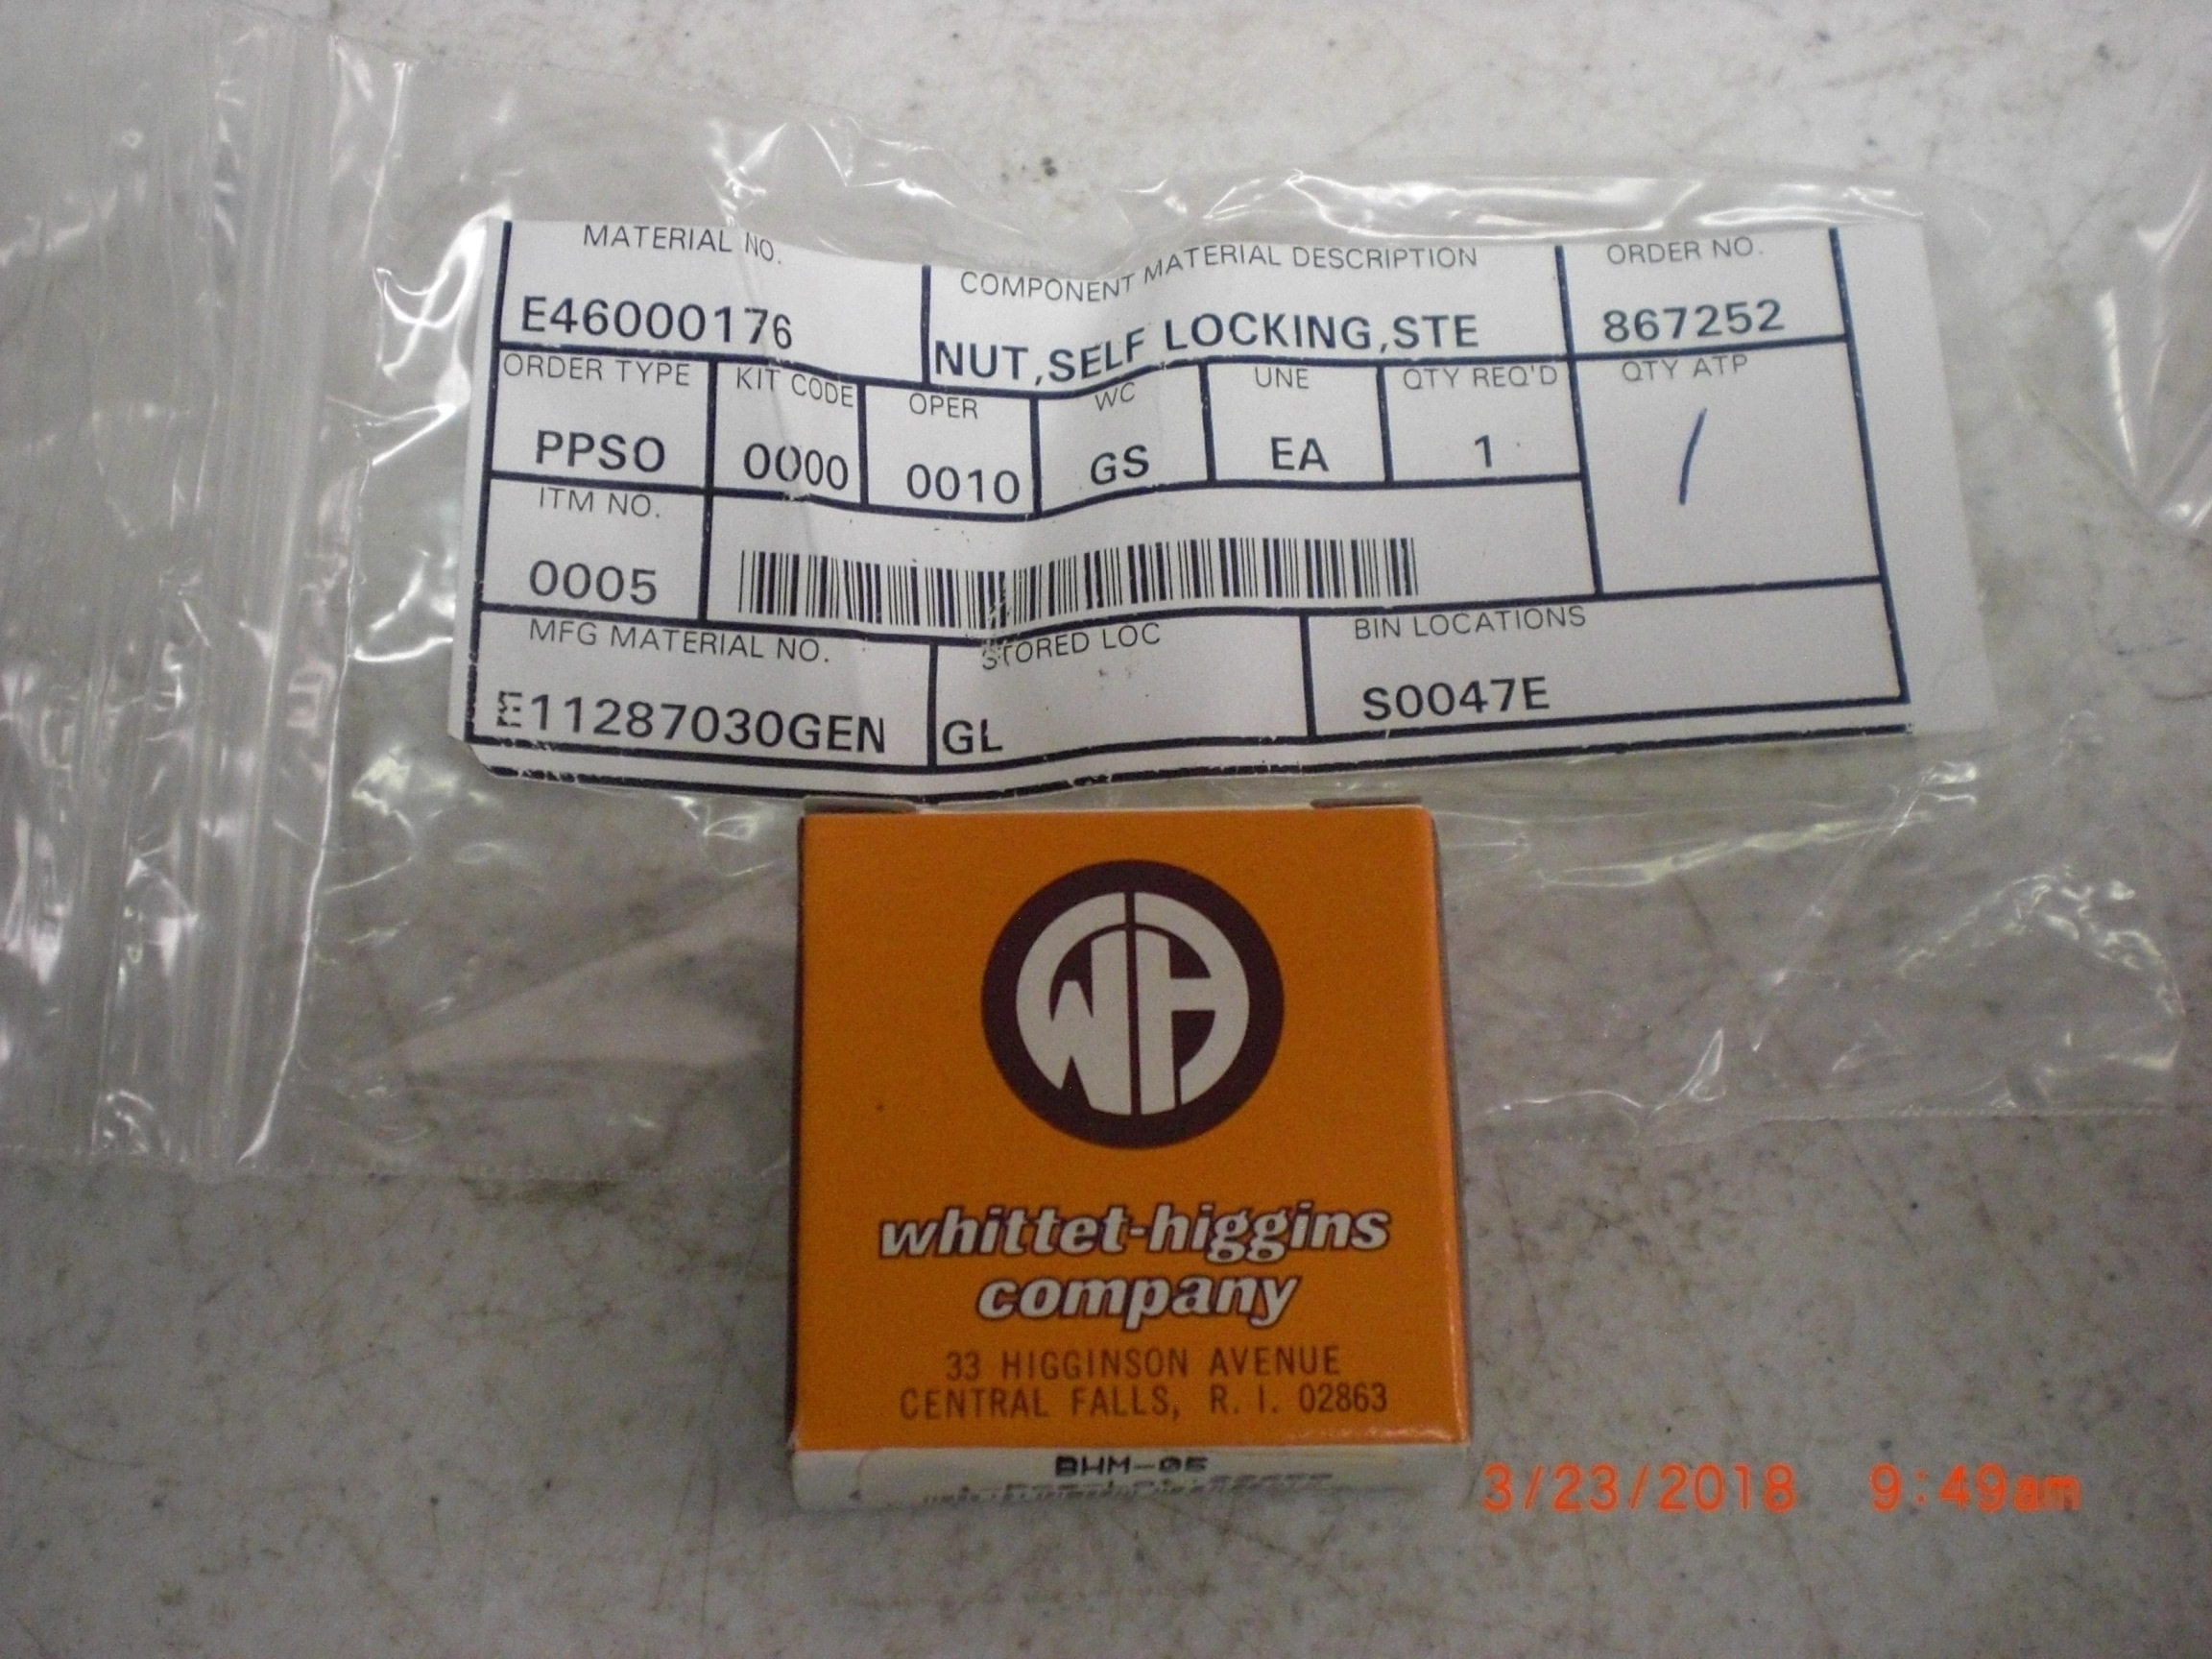 MATERIAL NO.
COMPONENT MATERIAL DESCRIPTION
ORDER NO.
E46000176
NUT,SELF LOCKING,STE
867252
ORDER TYPE
KIT CODE
OPER
WC
UNE
QTY REQ'D
QTY ATP
PPSO
0000
0010
GS
EA
1
/
ITM NO.
0005
MFG MATERIAL NO.
STORED LOC
BIN LOCATIONS
E11287030GEN
GL
S0047E
WH
whittet-higgins
company
33 HIGGINSON AVENUE
CENTRAL FALLS, R. I. 02863
BHM-05
3/23/2018 9:49am